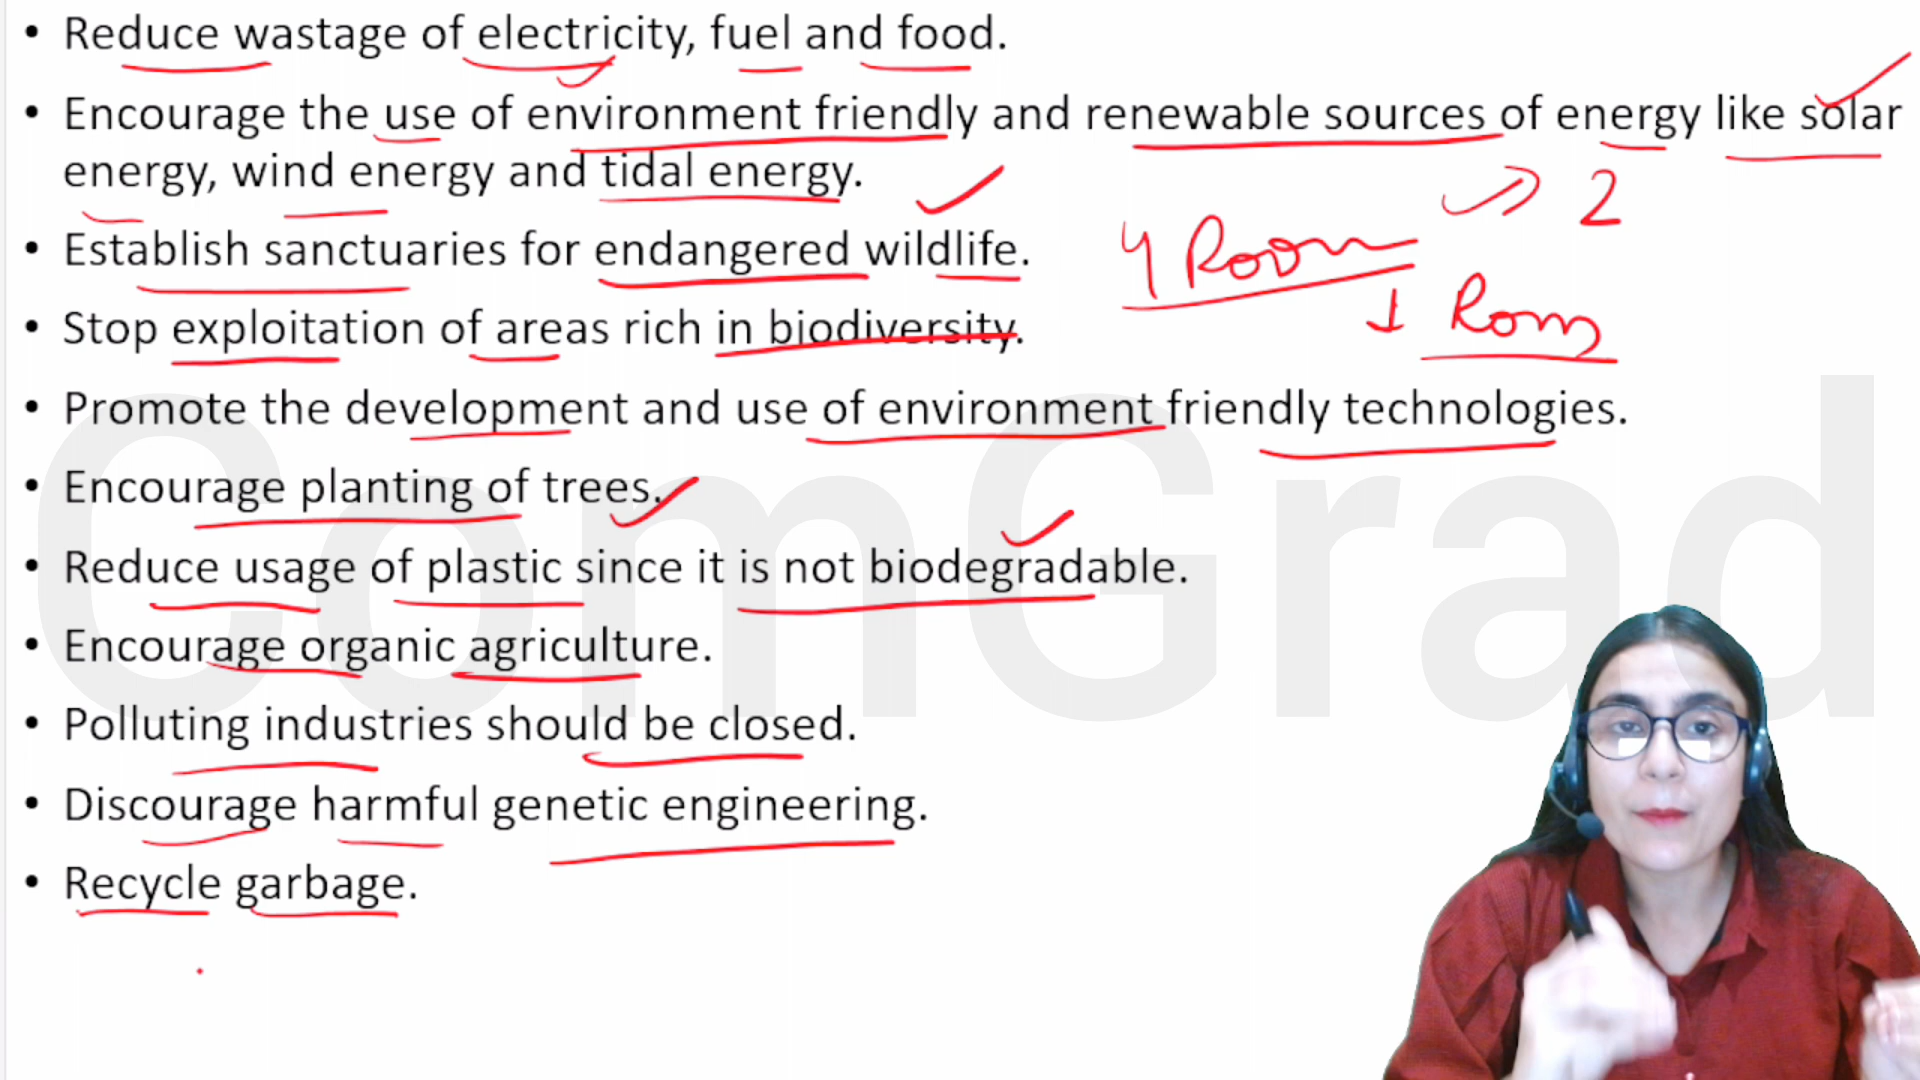 • Reduce wastage of electricity, fuel and food.
• Encourage the use of environment friendly and renewable sources of energy like solar
energy, wind energy and tidal energy.
2
4 Room
• Establish sanctuaries for endangered wildlife.
1 Room
• Stop exploitation of areas rich in biodiversity.
• Promote the development and use of environment friendly technologies.
• Encourage planting of trees.
• Reduce usage of plastic since it is not biodegradable.
• Encourage organic agriculture.
• Polluting industries should be closed.
• Discourage harmful genetic engineering.
• Recycle garbage.
ComGrad